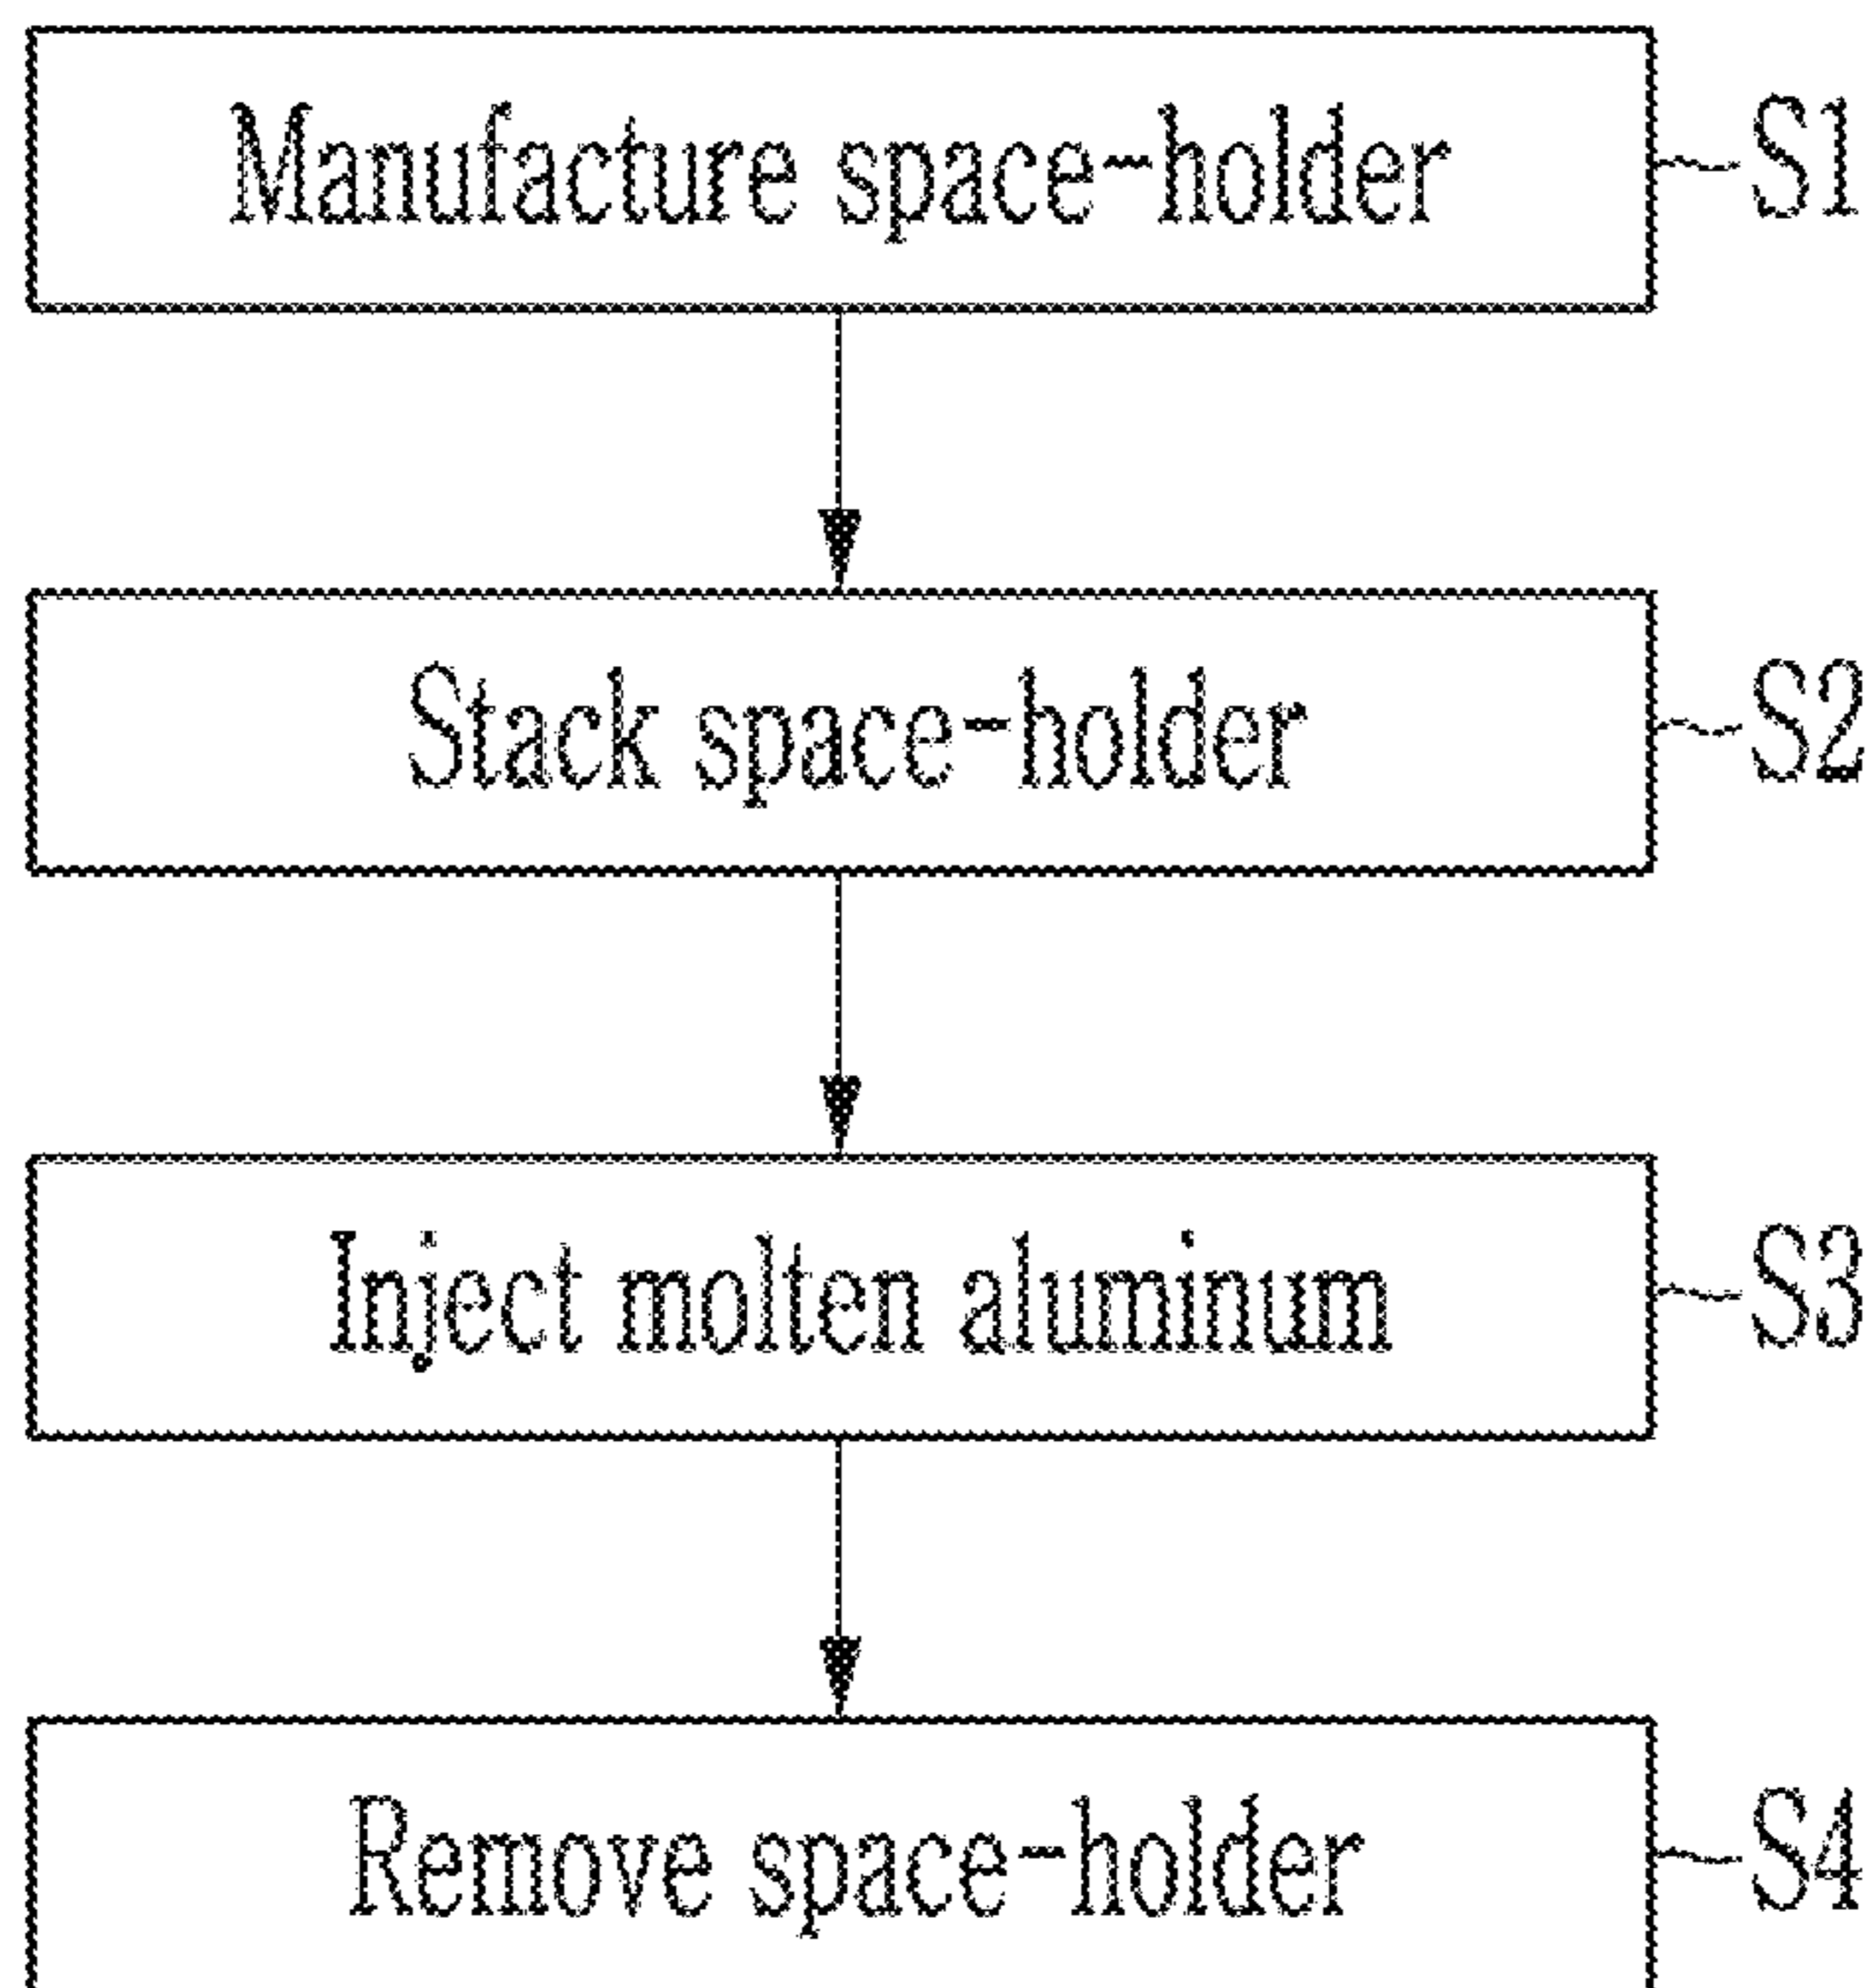 Manufacture space-holder S1
Stack space-holder S2
Inject molten aluminum S3
Remove space-holder S4